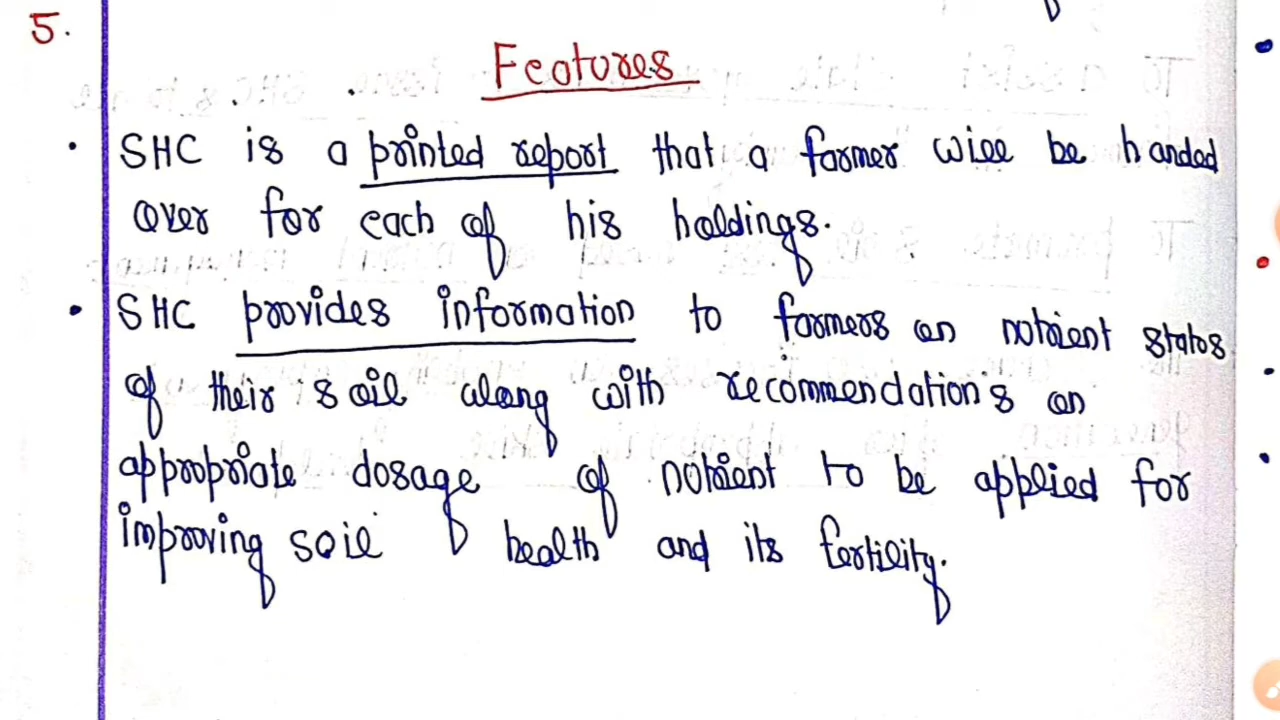 5.
Features
• SHC is a printed report that a farmer will be handed
over for each of his holdings.
• SHC provides information to farmers on nutrient status
of their soil along with recommendation's on
appropriate dosage of nutrient to be applied for
improving soil health and its fertility.